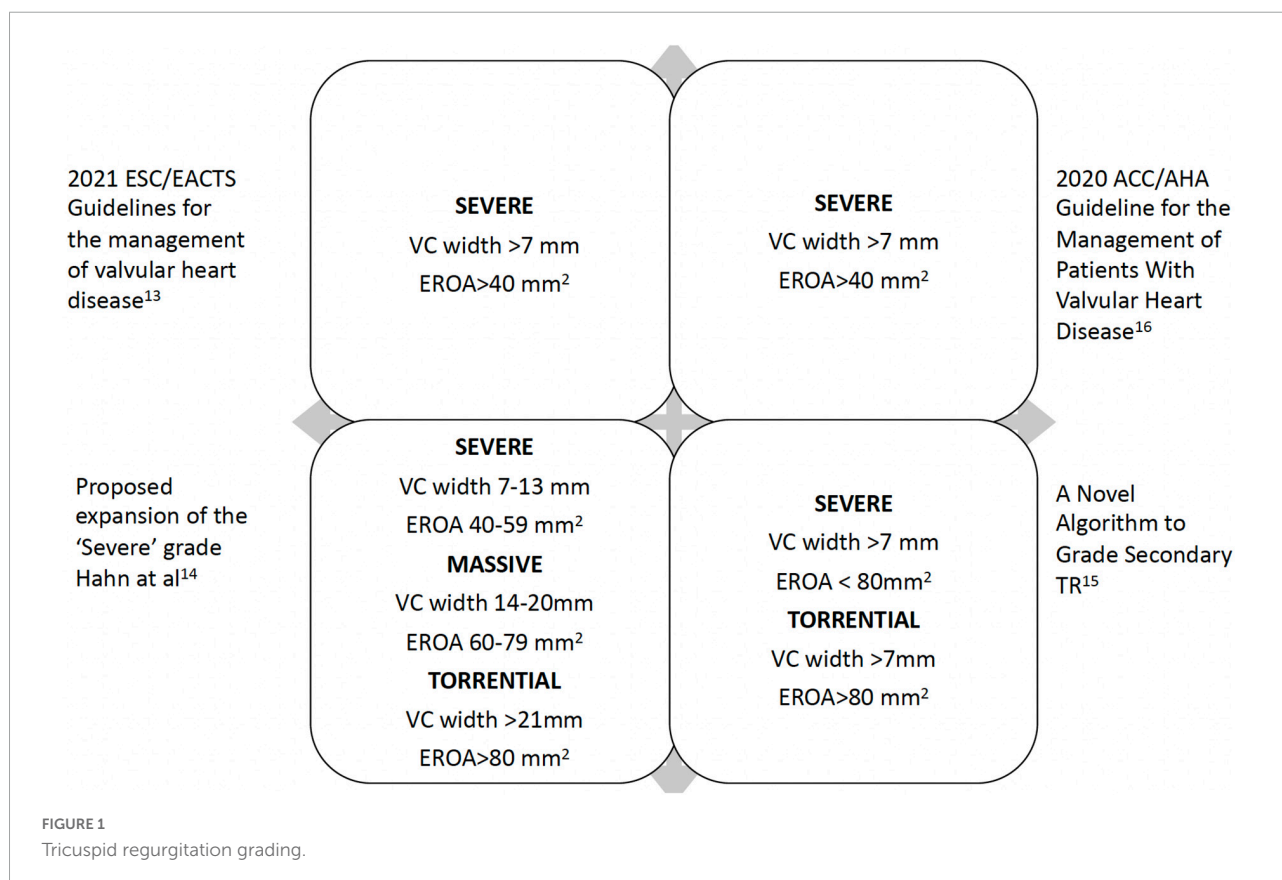 2021 ESC/EACTS
Guidelines for
the management
of valvular heart
disease¹³
SEVERE
VC width >7 mm
EROA>40 mm²
SEVERE
VC width >7 mm
EROA>40 mm²
2020 ACC/AHA
Guideline for the
Management of
Patients With
Valvular Heart
Disease¹⁶
Proposed
expansion of the
‘Severe’ grade
Hahn at al¹⁴
SEVERE
VC width 7-13 mm
EROA 40-59 mm²
MASSIVE
VC width 14-20mm
EROA 60-79 mm²
TORRENTIAL
VC width >21mm
EROA>80 mm²
SEVERE
VC width >7 mm
EROA < 80mm²
TORRENTIAL
VC width >7mm
EROA>80 mm²
A Novel
Algorithm to
Grade Secondary
TR¹⁵
FIGURE 1
Tricuspid regurgitation grading.